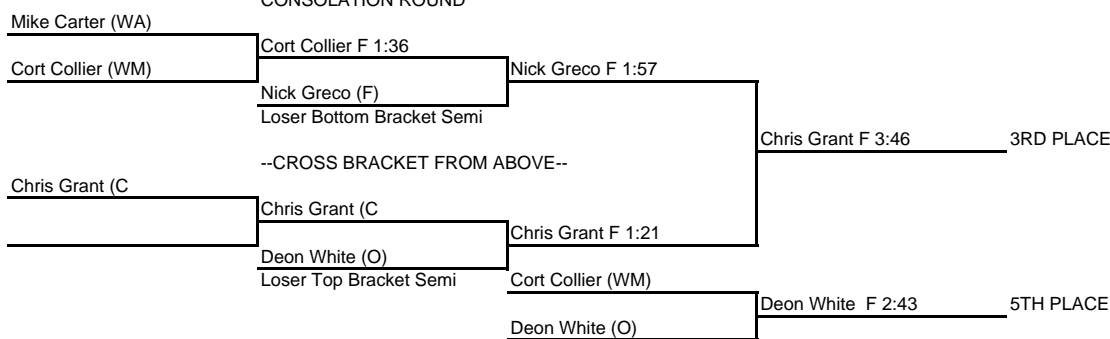 CONSOLATION ROUND
Mike Carter (WA)
Cort Collier F 1:36
Cort Collier (WM)
Nick Greco F 1:57
Nick Greco (F)
Loser Bottom Bracket Semi
Chris Grant F 3:46 3RD PLACE
--CROSS BRACKET FROM ABOVE--
Chris Grant (C
Chris Grant (C
Chris Grant F 1:21
Deon White (O)
Loser Top Bracket Semi
Cort Collier (WM)
Deon White  F 2:43 5TH PLACE
Deon White (O)